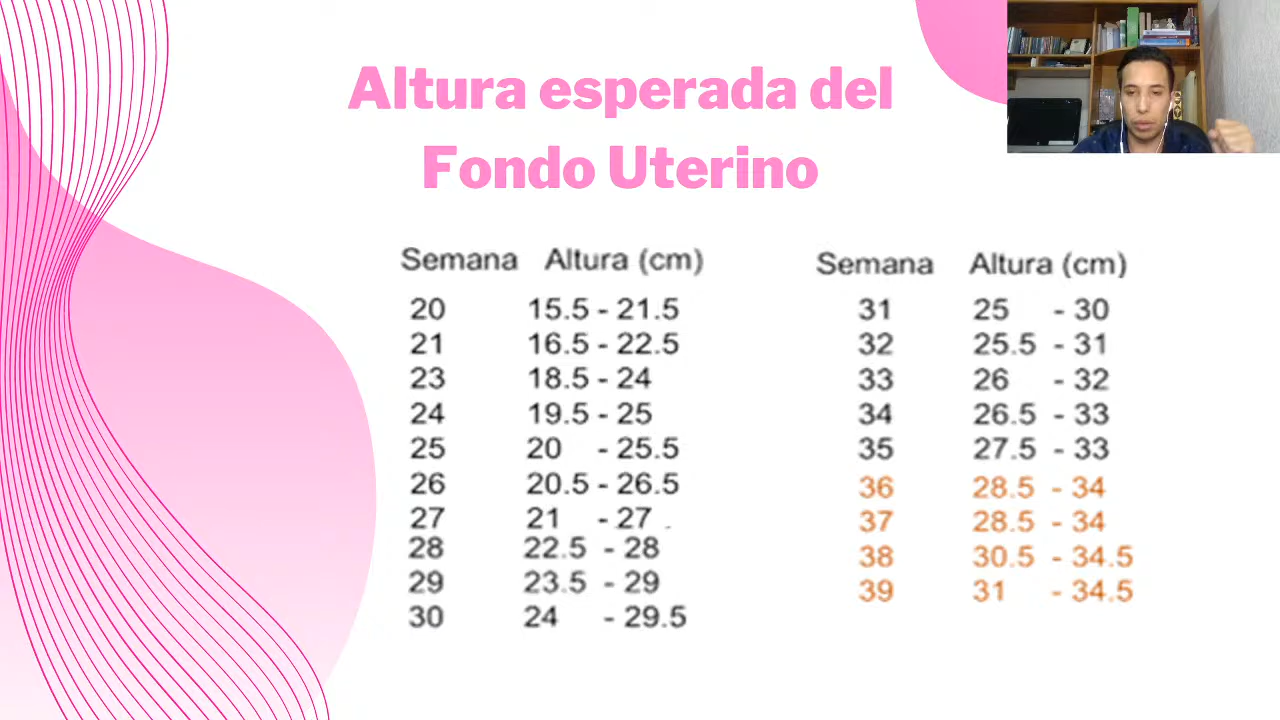 Altura esperada del
Fondo Uterino
Semana Altura (cm)
20 15.5 - 21.5
21 16.5 - 22.5
23 18.5 - 24
24 19.5 - 25
25 20 - 25.5
26 20.5 - 26.5
27 21 - 27
28 22.5 - 28
29 23.5 - 29
30 24 - 29.5
Semana Altura (cm)
31 25 - 30
32 25.5 - 31
33 26 - 32
34 26.5 - 33
35 27.5 - 33
36 28.5 - 34
37 28.5 - 34
38 30.5 - 34.5
39 31 - 34.5